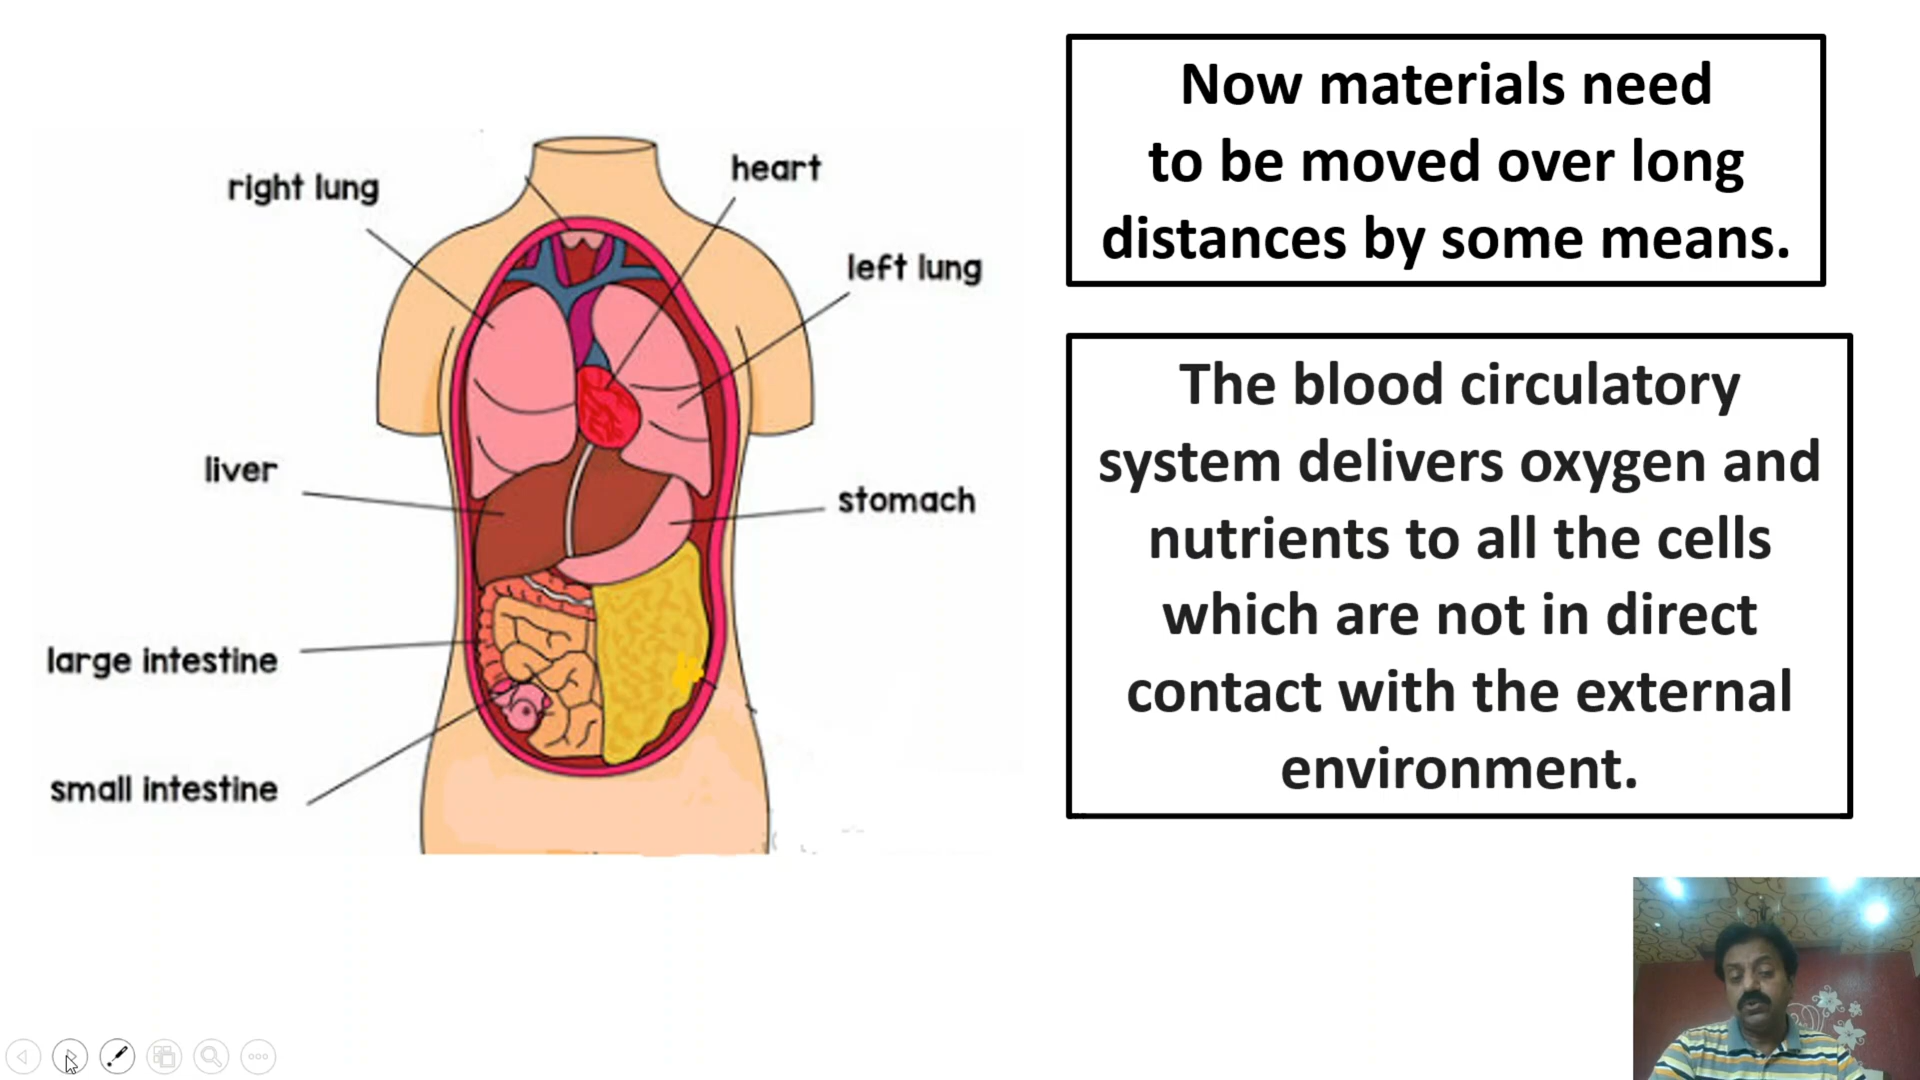 right lung
heart
left lung
liver
stomach
large intestine
small intestine
Now materials need
to be moved over long
distances by some means.
The blood circulatory
system delivers oxygen and
nutrients to all the cells
which are not in direct
contact with the external
environment.